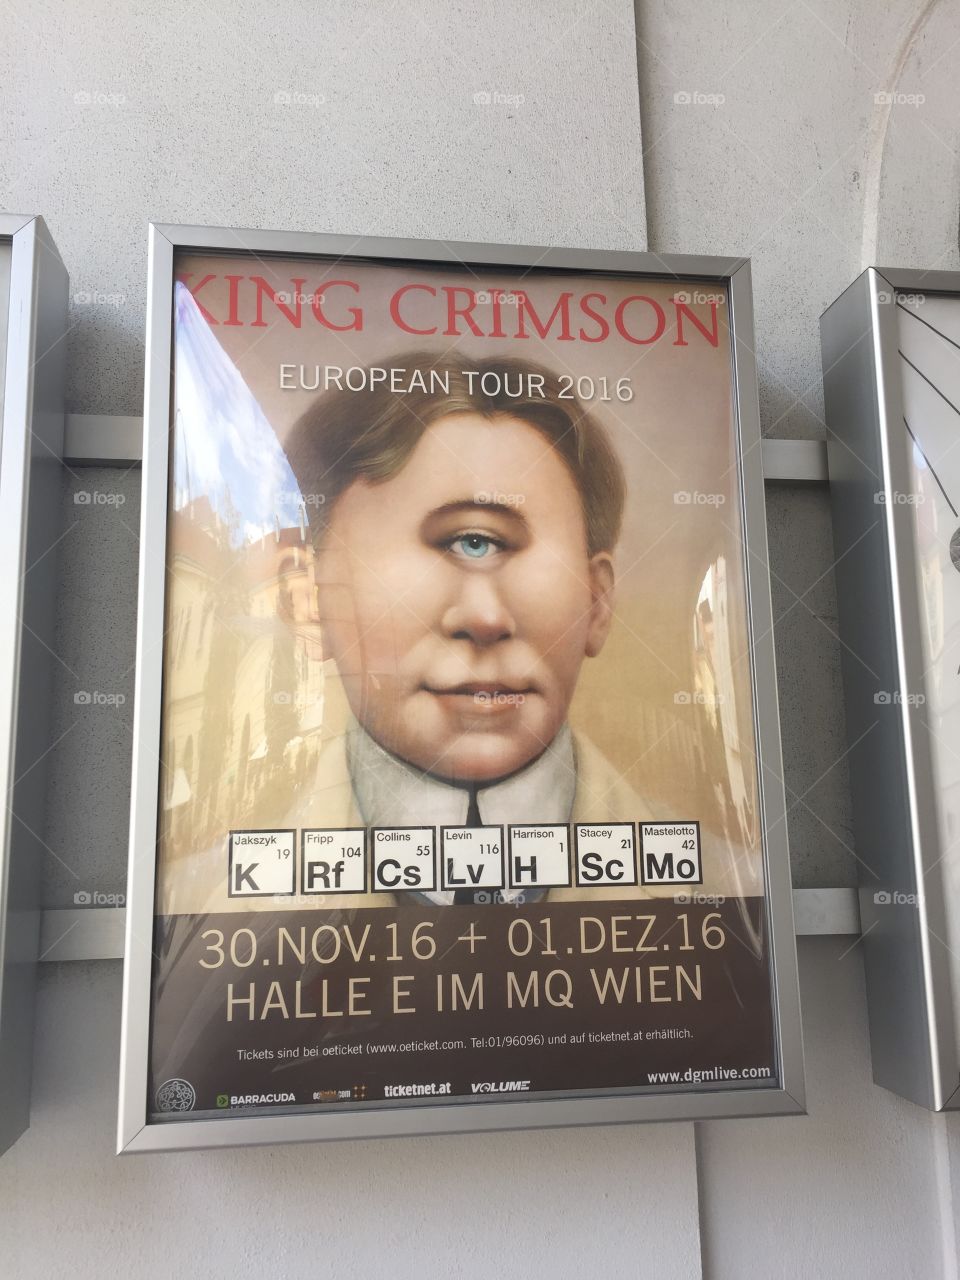 KING CRIMSON
EUROPEAN TOUR 2016
Jakszyk 19 K
Fripp 104 Rf
Collins 55 Cs
Levin 116 Lv
Harrison 1 H
Stacey 21 Sc
Mastelotto 42 Mo
30.NOV.16 + 01.DEZ.16
HALLE E IM MQ WIEN
Tickets sind bei oeticket (www.oeticket.com. Tel:01/96096) und auf ticketnet.at erhältlich.
www.dgmlive.com
BARRACUDA
ticketnet.at
VOLUME
foap